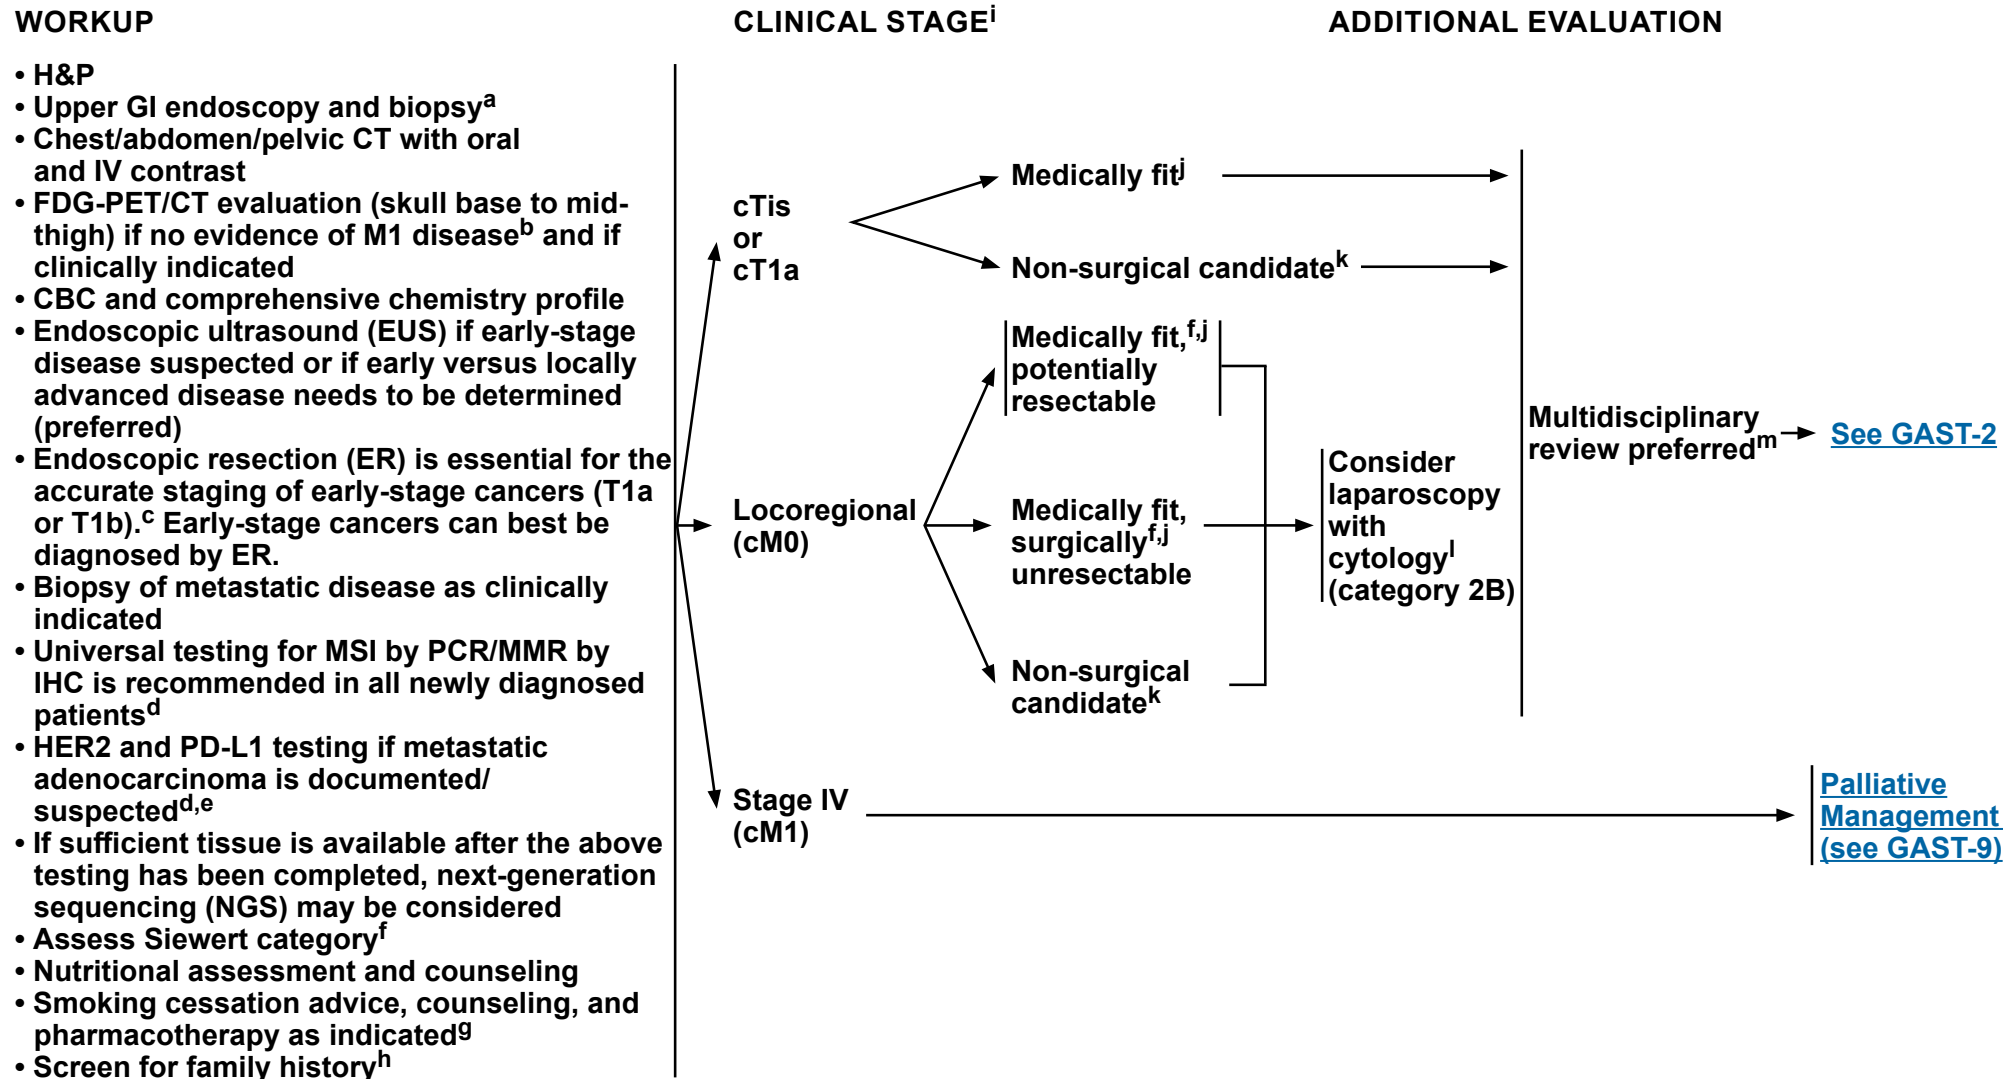 WORKUP
CLINICAL STAGEi
ADDITIONAL EVALUATION
• H&P
• Upper GI endoscopy and biopsya
• Chest/abdomen/pelvic CT with oral
and IV contrast
• FDG-PET/CT evaluation (skull base to mid-
thigh) if no evidence of M1 diseaseb and if
clinically indicated
• CBC and comprehensive chemistry profile
• Endoscopic ultrasound (EUS) if early-stage
disease suspected or if early versus locally
advanced disease needs to be determined
(preferred)
• Endoscopic resection (ER) is essential for the
accurate staging of early-stage cancers (T1a
or T1b).c Early-stage cancers can best be
diagnosed by ER.
• Biopsy of metastatic disease as clinically
indicated
• Universal testing for MSI by PCR/MMR by
IHC is recommended in all newly diagnosed
patientsd
• HER2 and PD-L1 testing if metastatic
adenocarcinoma is documented/
suspectedd,e
• If sufficient tissue is available after the above
testing has been completed, next-generation
sequencing (NGS) may be considered
• Assess Siewert categoryf
• Nutritional assessment and counseling
• Smoking cessation advice, counseling, and
pharmacotherapy as indicatedg
• Screen for family historyh
cTis
or
cT1a
Medically fitj
Non-surgical candidatek
Locoregional
(cM0)
Medically fit,f,j
potentially
resectable
Medically fit,
surgicallyf,j
unresectable
Non-surgical
candidatek
Consider
laparoscopy
with
cytologyl
(category 2B)
Multidisciplinary
review preferredm
See GAST-2
Stage IV
(cM1)
Palliative
Management
(see GAST-9)